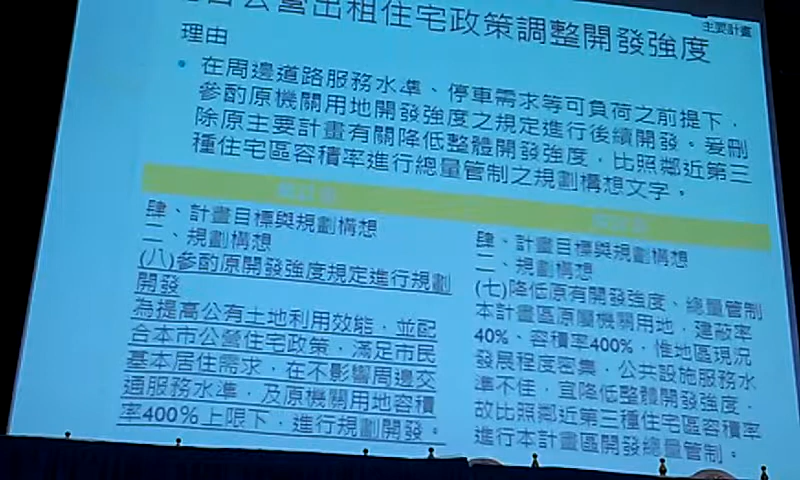 主要計畫
公營出租住宅政策調整開發強度
理由
• 在周邊道路服務水準、停車需求等可負荷之前提下，
參酌原機關用地開發強度之規定進行後續開發。爰刪
除原主要計畫有關降低整體開發強度，比照鄰近第三
種住宅區容積率進行總量管制之規劃構想文字。
肆、計畫目標與規劃構想
二、規劃構想
(八)參酌原開發強度規定進行規劃
開發
為提高公有土地利用效能，並配
合本市公營住宅政策，滿足市民
基本居住需求，在不影響周邊交
通服務水準，及原機關用地容積
率400%上限下，進行規劃開發。
肆、計畫目標與規劃構想
二、規劃構想
(七)降低原有開發強度、總量管制
本計畫區原屬機關用地，建蔽率
40%、容積率400%，惟地區現況
發展程度密集，公共設施服務水
準不佳，宜降低整體開發強度，
故比照鄰近第三種住宅區容積率
進行本計畫區開發總量管制。